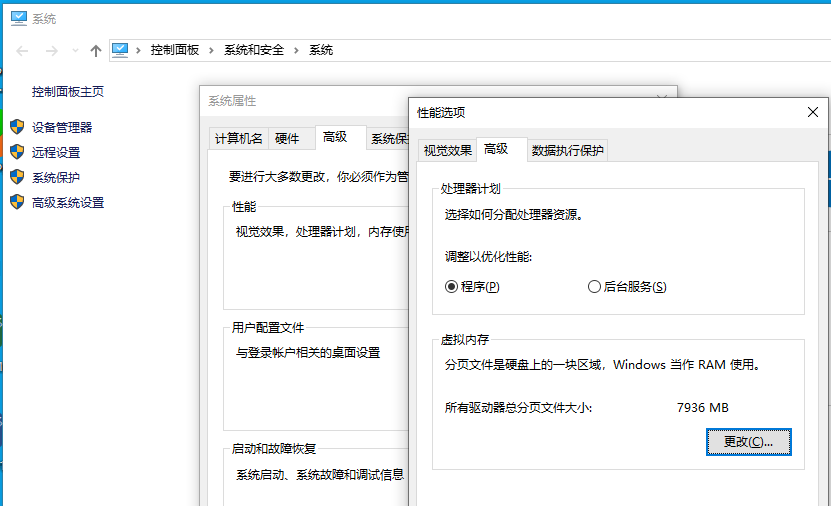 系统
控制面板 系统和安全 系统
控制面板主页
设备管理器
远程设置
系统保护
高级系统设置
系统属性
计算机名 硬件 高级 系统保
要进行大多数更改，你必须作为管
性能
视觉效果，处理器计划，内存使
用户配置文件
与登录帐户相关的桌面设置
启动和故障恢复
系统启动、系统故障和调试信息
性能选项
视觉效果 高级 数据执行保护
处理器计划
选择如何分配处理器资源。
调整以优化性能:
程序(P) 后台服务(S)
虚拟内存
分页文件是硬盘上的一块区域，Windows 当作 RAM 使用。
所有驱动器总分页文件大小: 7936 MB
更改(C)...